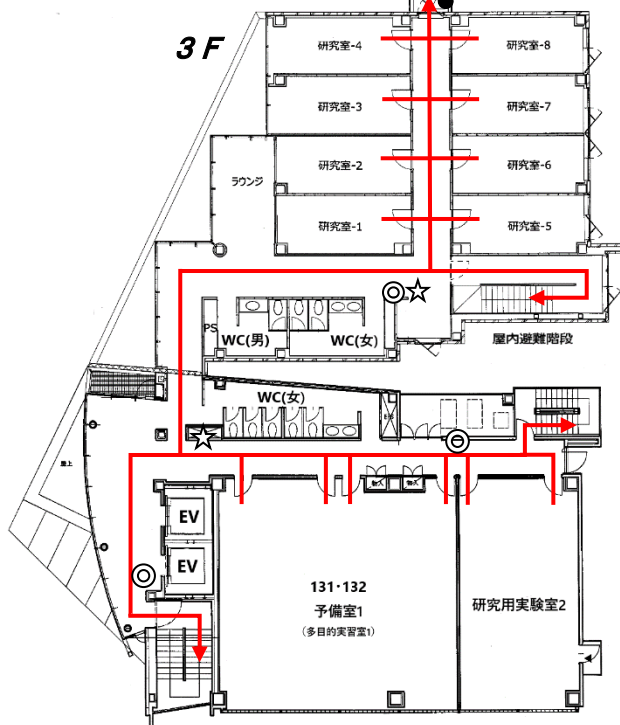 3F
研究室-4
研究室-8
研究室-3
研究室-7
研究室-2
研究室-6
ラウンジ
研究室-1
研究室-5
PS
WC(男)
WC(女)
屋内避難階段
WC(女)
EV
EV
131･132
予備室1
(多目的実習室1)
研究用実験室2